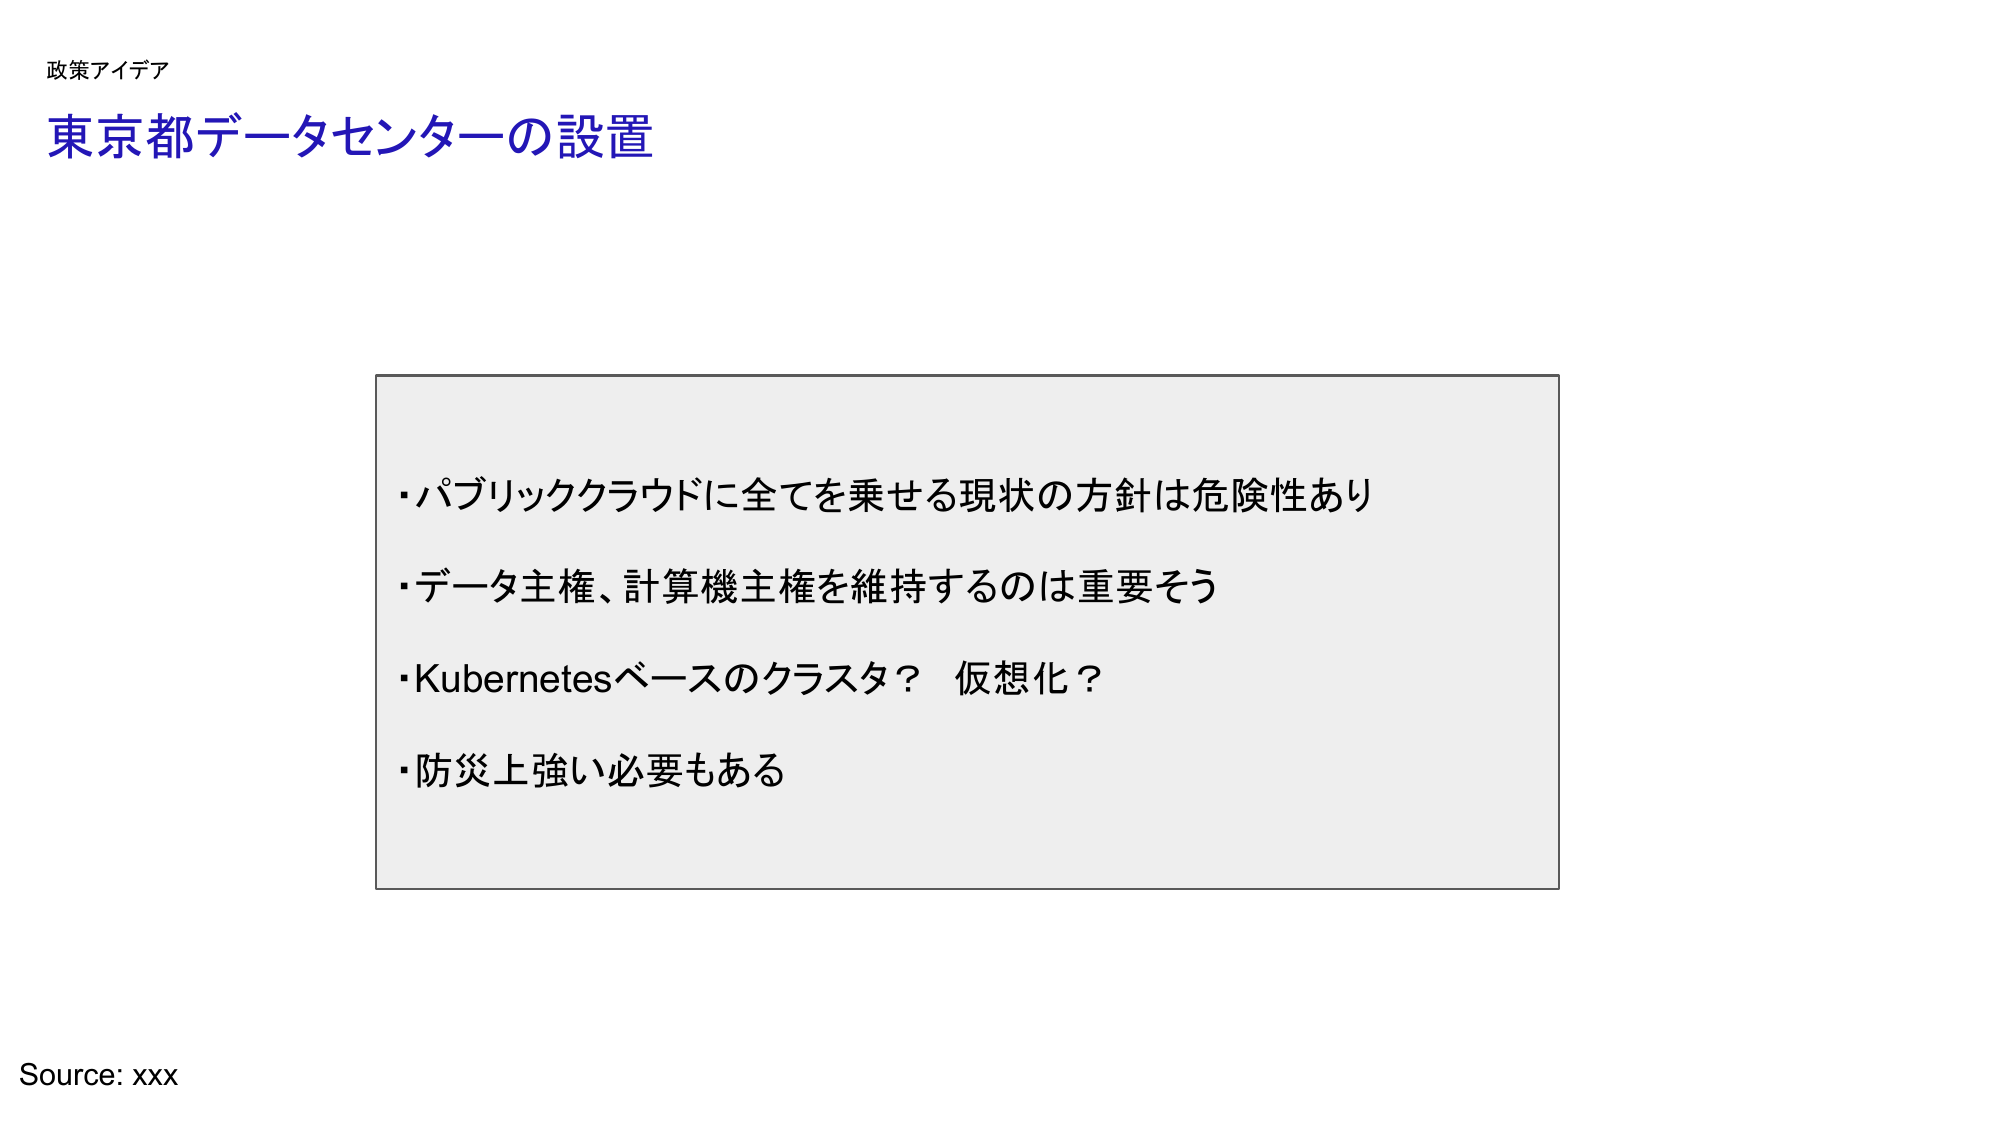 政策アイデア
東京都データセンターの設置
・パブリッククラウドに全てを乗せる現状の方針は危険性あり
・データ主権、計算機主権を維持するのは重要そう
・Kubernetesベースのクラスタ？　仮想化？
・防災上強い必要もある
Source: xxx